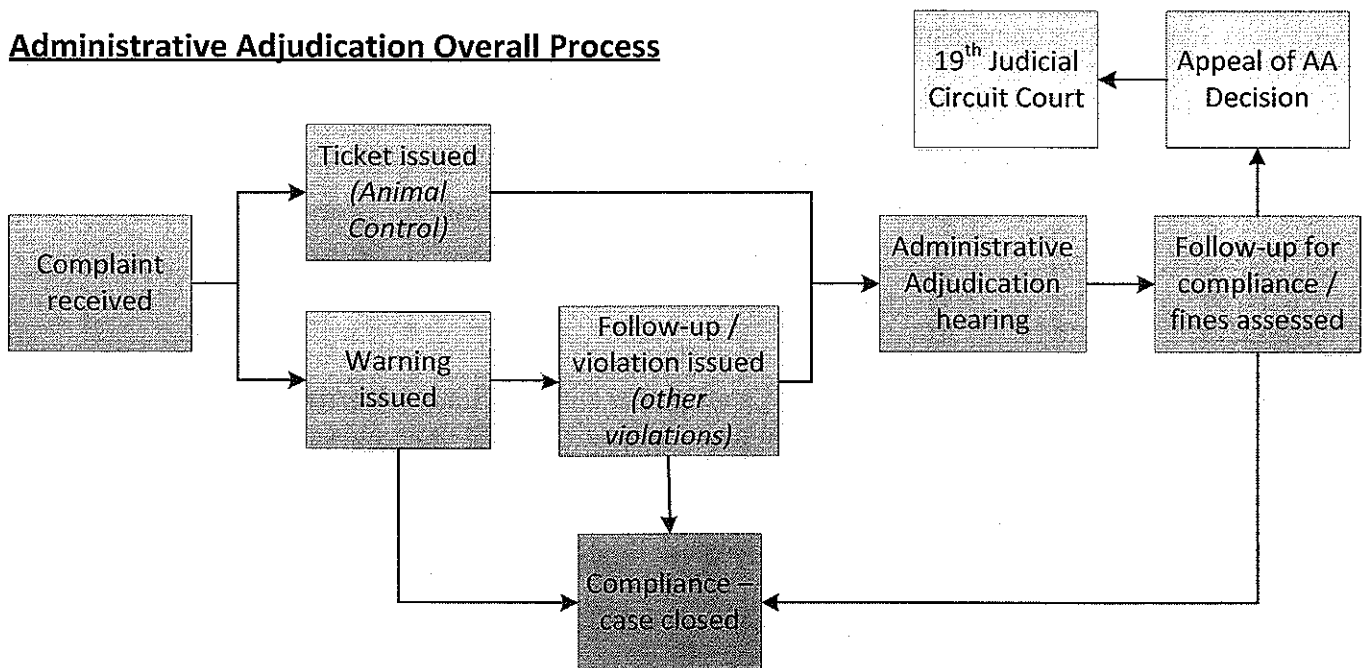 Administrative Adjudication Overall Process
19th Judicial
Circuit Court
Appeal of AA
Decision
Ticket issued
(Animal
Control)
Complaint
received
Warning
issued
Follow-up /
violation issued
(other
violations)
Administrative
Adjudication
hearing
Follow-up for
compliance /
fines assessed
Compliance –
case closed